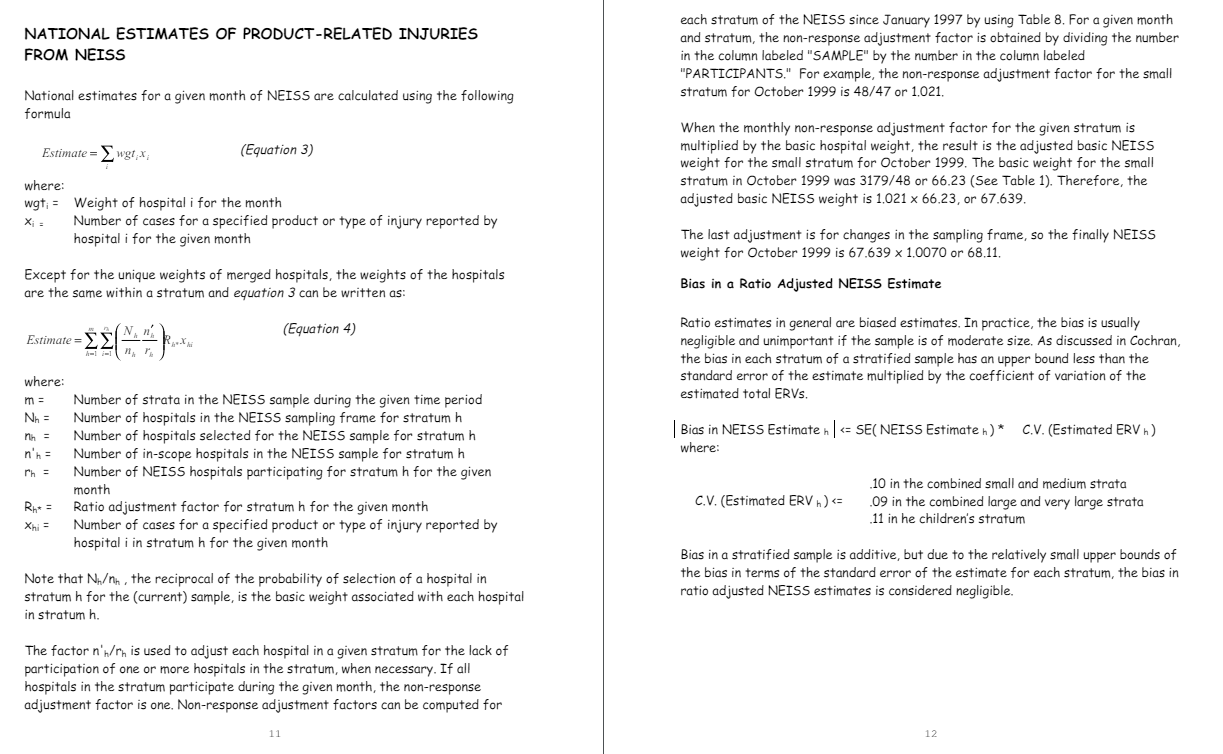 NATIONAL ESTIMATES OF PRODUCT-RELATED INJURIES
FROM NEISS
National estimates for a given month of NEISS are calculated using the following
formula
Estimate = ∑ wgt_i x_i (Equation 3)
i
where:
wgt_i = Weight of hospital i for the month
x_i = Number of cases for a specified product or type of injury reported by
hospital i for the given month
Except for the unique weights of merged hospitals, the weights of the hospitals
are the same within a stratum and equation 3 can be written as:
Estimate = ∑_{h=1}^{m} ∑_{i=1}^{r_h} (N_h/n_h n'_h/r_h) R_h* x_hi (Equation 4)
where:
m = Number of strata in the NEISS sample during the given time period
N_h = Number of hospitals in the NEISS sampling frame for stratum h
n_h = Number of hospitals selected for the NEISS sample for stratum h
n'_h = Number of in-scope hospitals in the NEISS sample for stratum h
r_h = Number of NEISS hospitals participating for stratum h for the given
month
R_h* = Ratio adjustment factor for stratum h for the given month
x_hi = Number of cases for a specified product or type of injury reported by
hospital i in stratum h for the given month
Note that N_h/n_h , the reciprocal of the probability of selection of a hospital in
stratum h for the (current) sample, is the basic weight associated with each hospital
in stratum h.
The factor n'_h/r_h is used to adjust each hospital in a given stratum for the lack of
participation of one or more hospitals in the stratum, when necessary. If all
hospitals in the stratum participate during the given month, the non-response
adjustment factor is one. Non-response adjustment factors can be computed for
11
each stratum of the NEISS since January 1997 by using Table 8. For a given month
and stratum, the non-response adjustment factor is obtained by dividing the number
in the column labeled "SAMPLE" by the number in the column labeled
"PARTICIPANTS." For example, the non-response adjustment factor for the small
stratum for October 1999 is 48/47 or 1.021.
When the monthly non-response adjustment factor for the given stratum is
multiplied by the basic hospital weight, the result is the adjusted basic NEISS
weight for the small stratum for October 1999. The basic weight for the small
stratum in October 1999 was 3179/48 or 66.23 (See Table 1). Therefore, the
adjusted basic NEISS weight is 1.021 x 66.23, or 67.639.
The last adjustment is for changes in the sampling frame, so the finally NEISS
weight for October 1999 is 67.639 x 1.0070 or 68.11.
Bias in a Ratio Adjusted NEISS Estimate
Ratio estimates in general are biased estimates. In practice, the bias is usually
negligible and unimportant if the sample is of moderate size. As discussed in Cochran,
the bias in each stratum of a stratified sample has an upper bound less than the
standard error of the estimate multiplied by the coefficient of variation of the
estimated total ERVs.
| Bias in NEISS Estimate h | <= SE( NEISS Estimate h ) * C.V. (Estimated ERV h )
where:
.10 in the combined small and medium strata
C.V. (Estimated ERV h ) <= .09 in the combined large and very large strata
.11 in he children's stratum
Bias in a stratified sample is additive, but due to the relatively small upper bounds of
the bias in terms of the standard error of the estimate for each stratum, the bias in
ratio adjusted NEISS estimates is considered negligible.
12